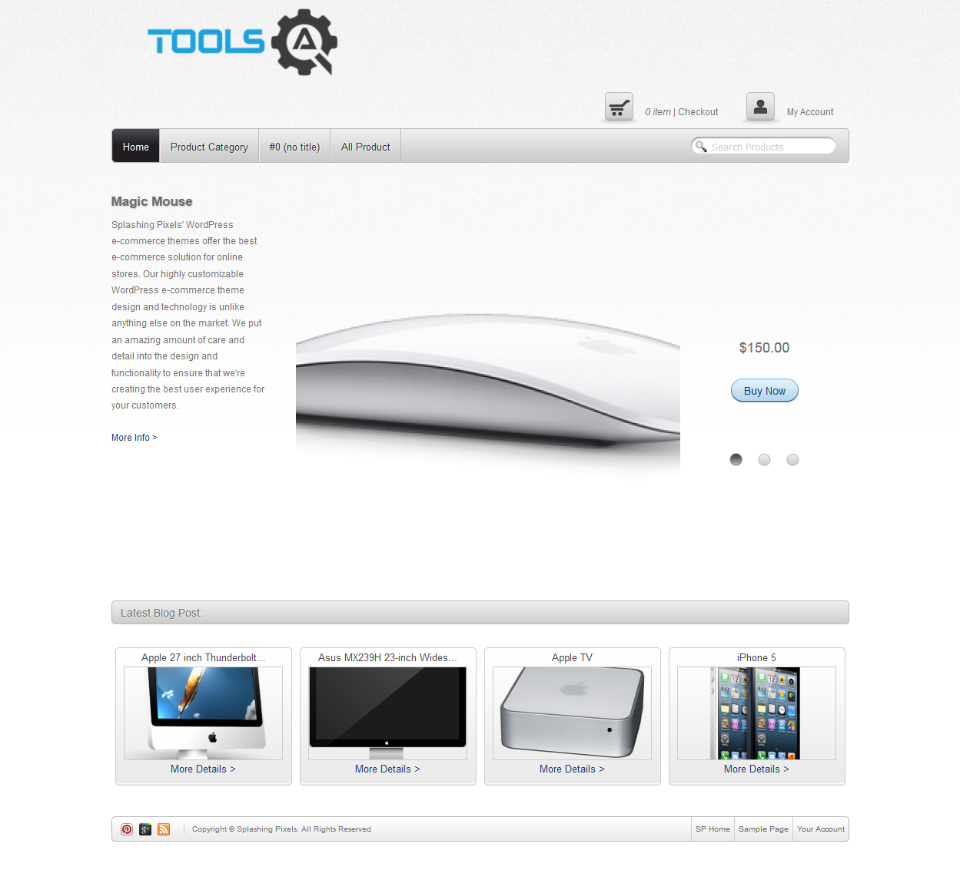 TOOLS QA
0 item | Checkout
My Account
Home
Product Category
#0 (no title)
All Product
Search Products
Magic Mouse
Splashing Pixels' WordPress
e-commerce themes offer the best
e-commerce solution for online
stores. Our highly customizable
WordPress e-commerce theme
design and technology is unlike
anything else on the market. We put
an amazing amount of care and
detail into the design and
functionality to ensure that we're
creating the best user experience for
your customers.
More Info >
$150.00
Buy Now
Latest Blog Post
Apple 27 inch Thunderbolt...
More Details >
Asus MX239H 23-inch Wides...
More Details >
Apple TV
More Details >
iPhone 5
More Details >
Copyright © Splashing Pixels. All Rights Reserved
SP Home
Sample Page
Your Account